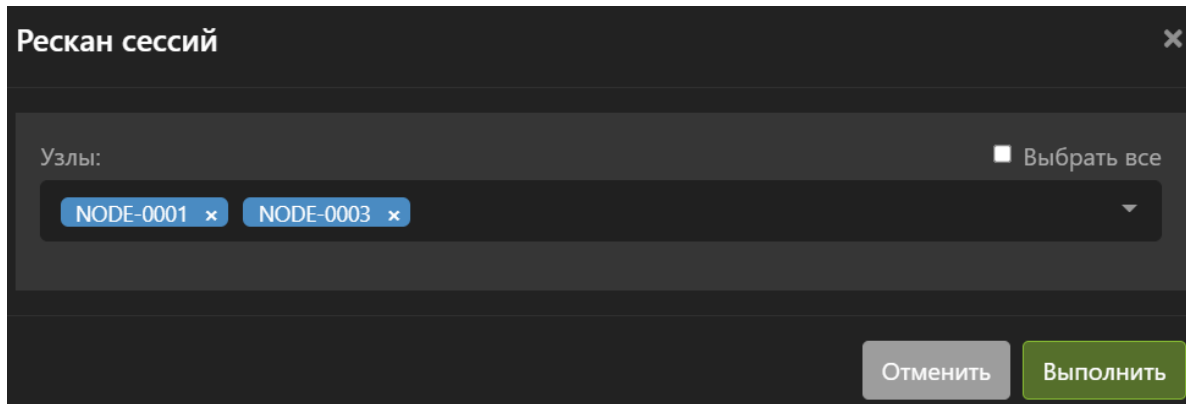 Рескан сессий ×
Узлы: Выбрать все
NODE-0001 × NODE-0003 ×
Отменить Выполнить